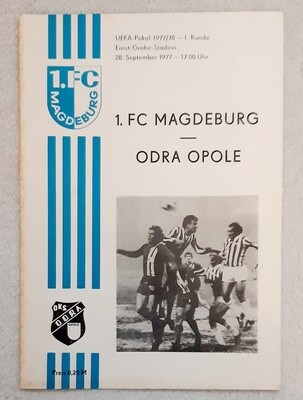 1. FC
MAGDEBURG
UEFA-Pokal 1977/78 – 1. Runde
Ernst-Grube-Stadion
28. September 1977 – 17.00 Uhr
1. FC MAGDEBURG
—
ODRA OPOLE
OKS
ODRA
OPOLE
Preis 0,20 M